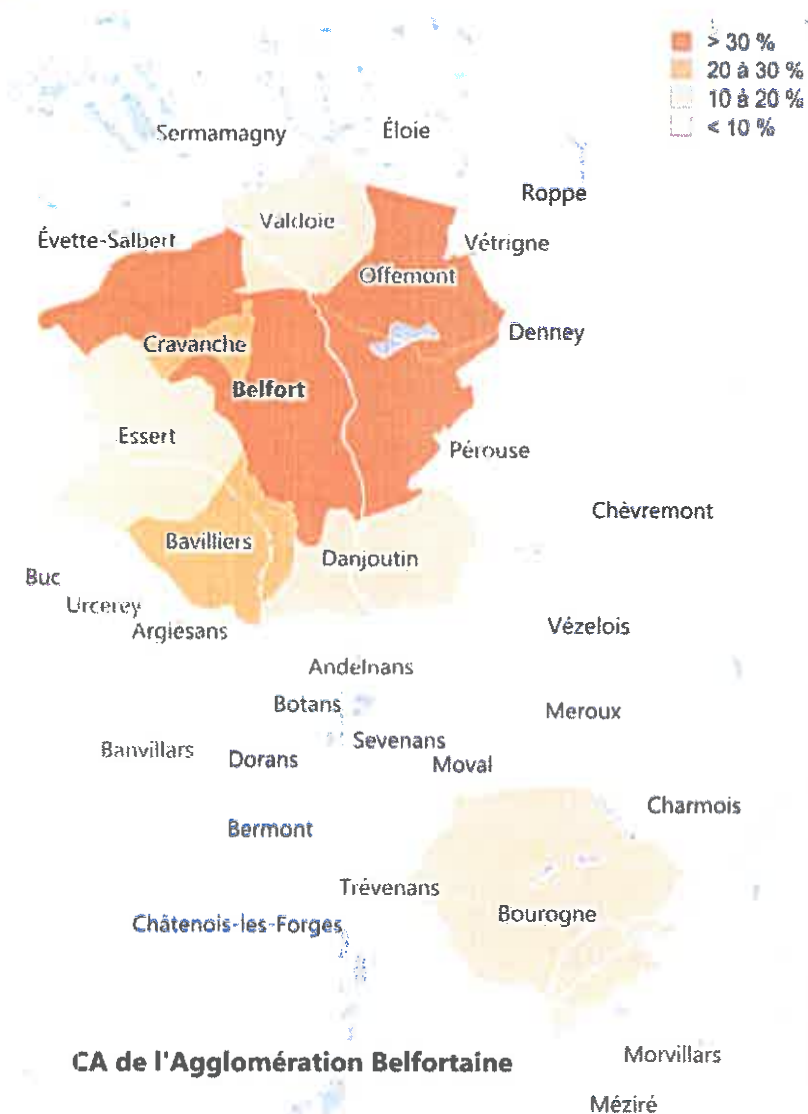 > 30 %
20 à 30 %
10 à 20 %
< 10 %
Sermamagny
Éloie
Roppe
Valdoie
Évette-Salbert
Vétrigne
Offemont
Denney
Cravanche
Belfort
Essert
Pérouse
Chèvremont
Bavilliers
Danjoutin
Buc
Urcerey
Argiésans
Vézelois
Andelnans
Botans
Meroux
Sevenans
Banvillars
Dorans
Moval
Charmois
Bermont
Trévenans
Bourogne
Châtenois-les-Forges
CA de l'Agglomération Belfortaine
Morvillars
Méziré